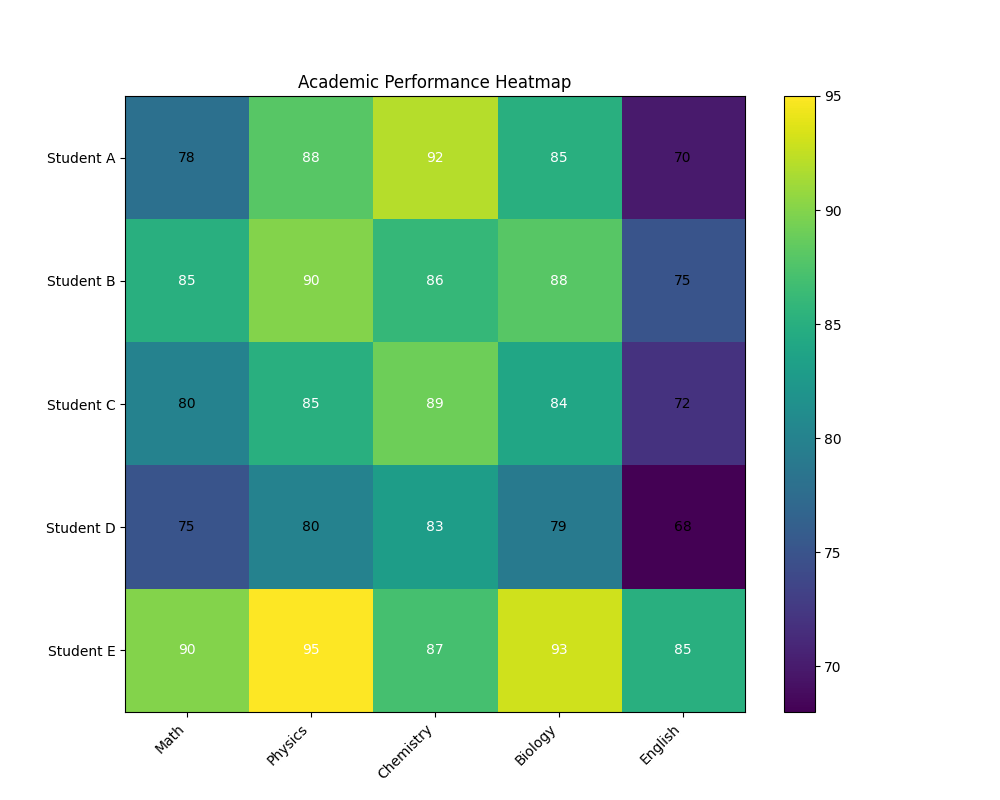 Academic Performance Heatmap
Student A 78 88 92 85 70
Student B 85 90 86 88 75
Student C 80 85 89 84 72
Student D 75 80 83 79 68
Student E 90 95 87 93 85
Math Physics Chemistry Biology English
95
90
85
80
75
70